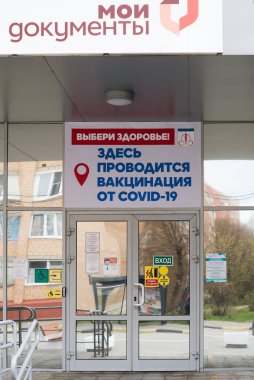 мои
документы
ВЫБЕРИ ЗДОРОВЬЕ!
ЗДЕСЬ
ПРОВОДИТСЯ
ВАКЦИНАЦИЯ
ОТ COVID-19
ВХОД